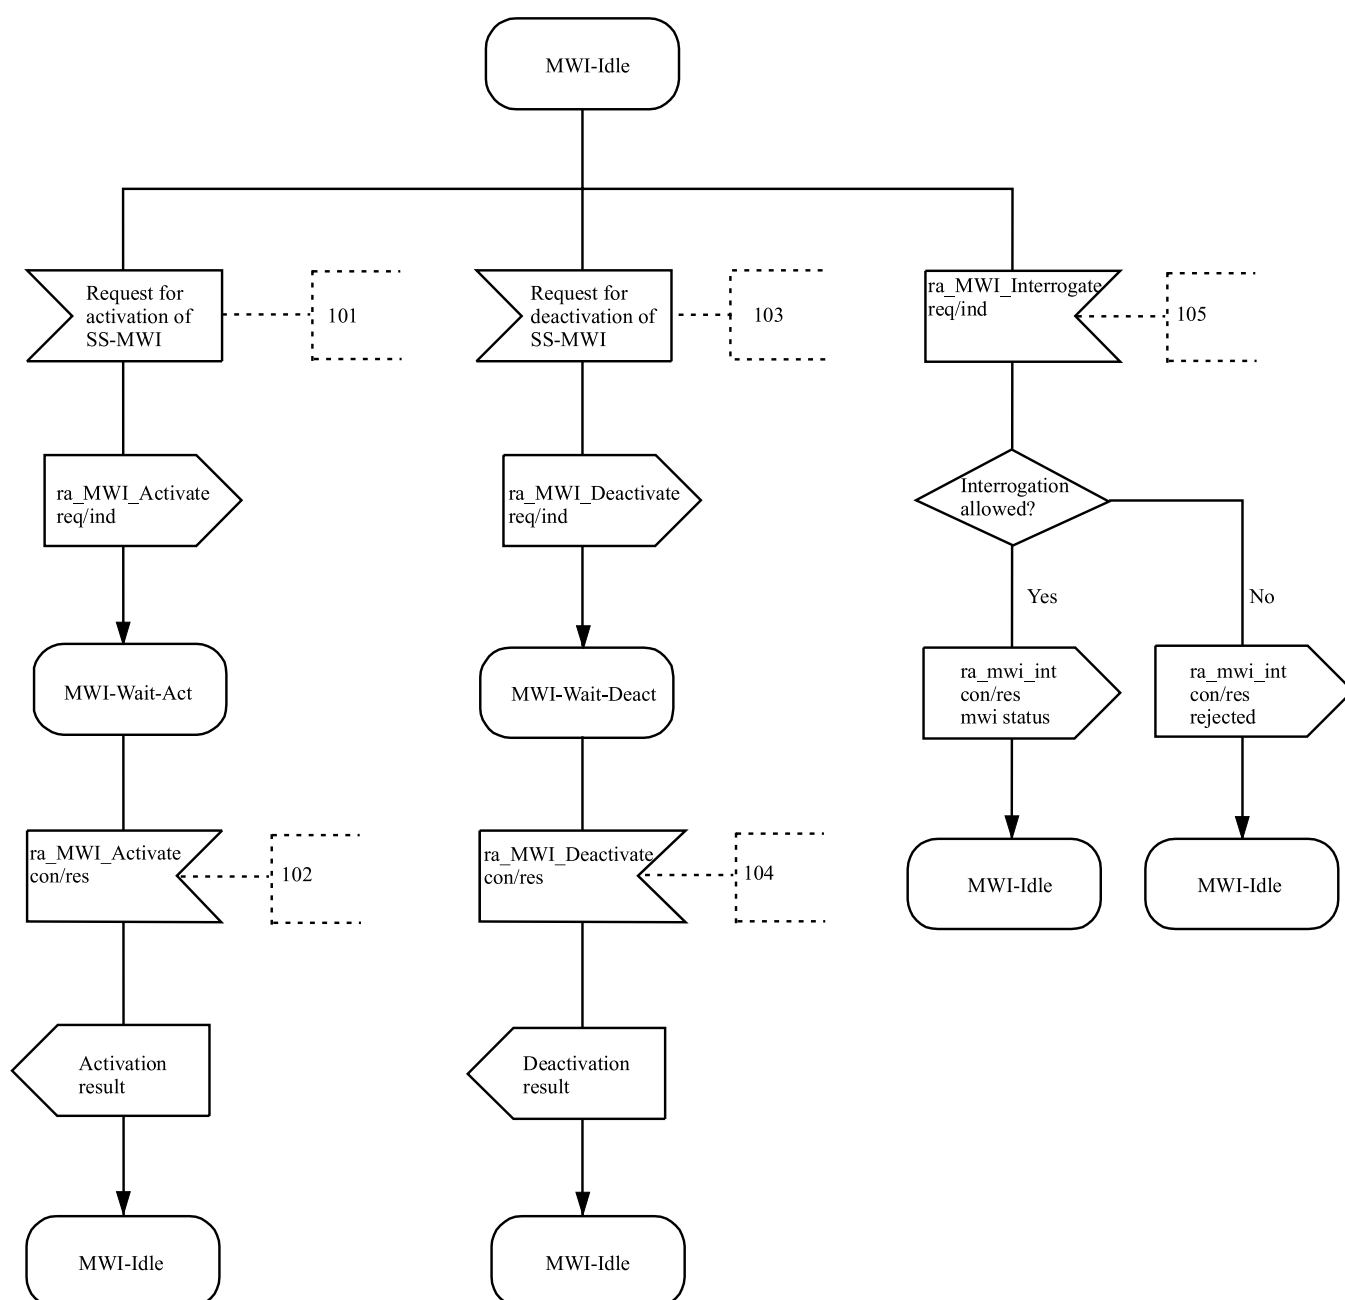 MWI-Idle
Request for
activation of
SS-MWI
101
Request for
deactivation of
SS-MWI
103
ra_MWI_Interrogate
req/ind
105
ra_MWI_Activate
req/ind
ra_MWI_Deactivate
req/ind
Interrogation
allowed?
Yes
No
MWI-Wait-Act
MWI-Wait-Deact
ra_mwi_int
con/res
mwi status
ra_mwi_int
con/res
rejected
ra_MWI_Activate
con/res
102
ra_MWI_Deactivate
con/res
104
MWI-Idle
MWI-Idle
Activation
result
Deactivation
result
MWI-Idle
MWI-Idle